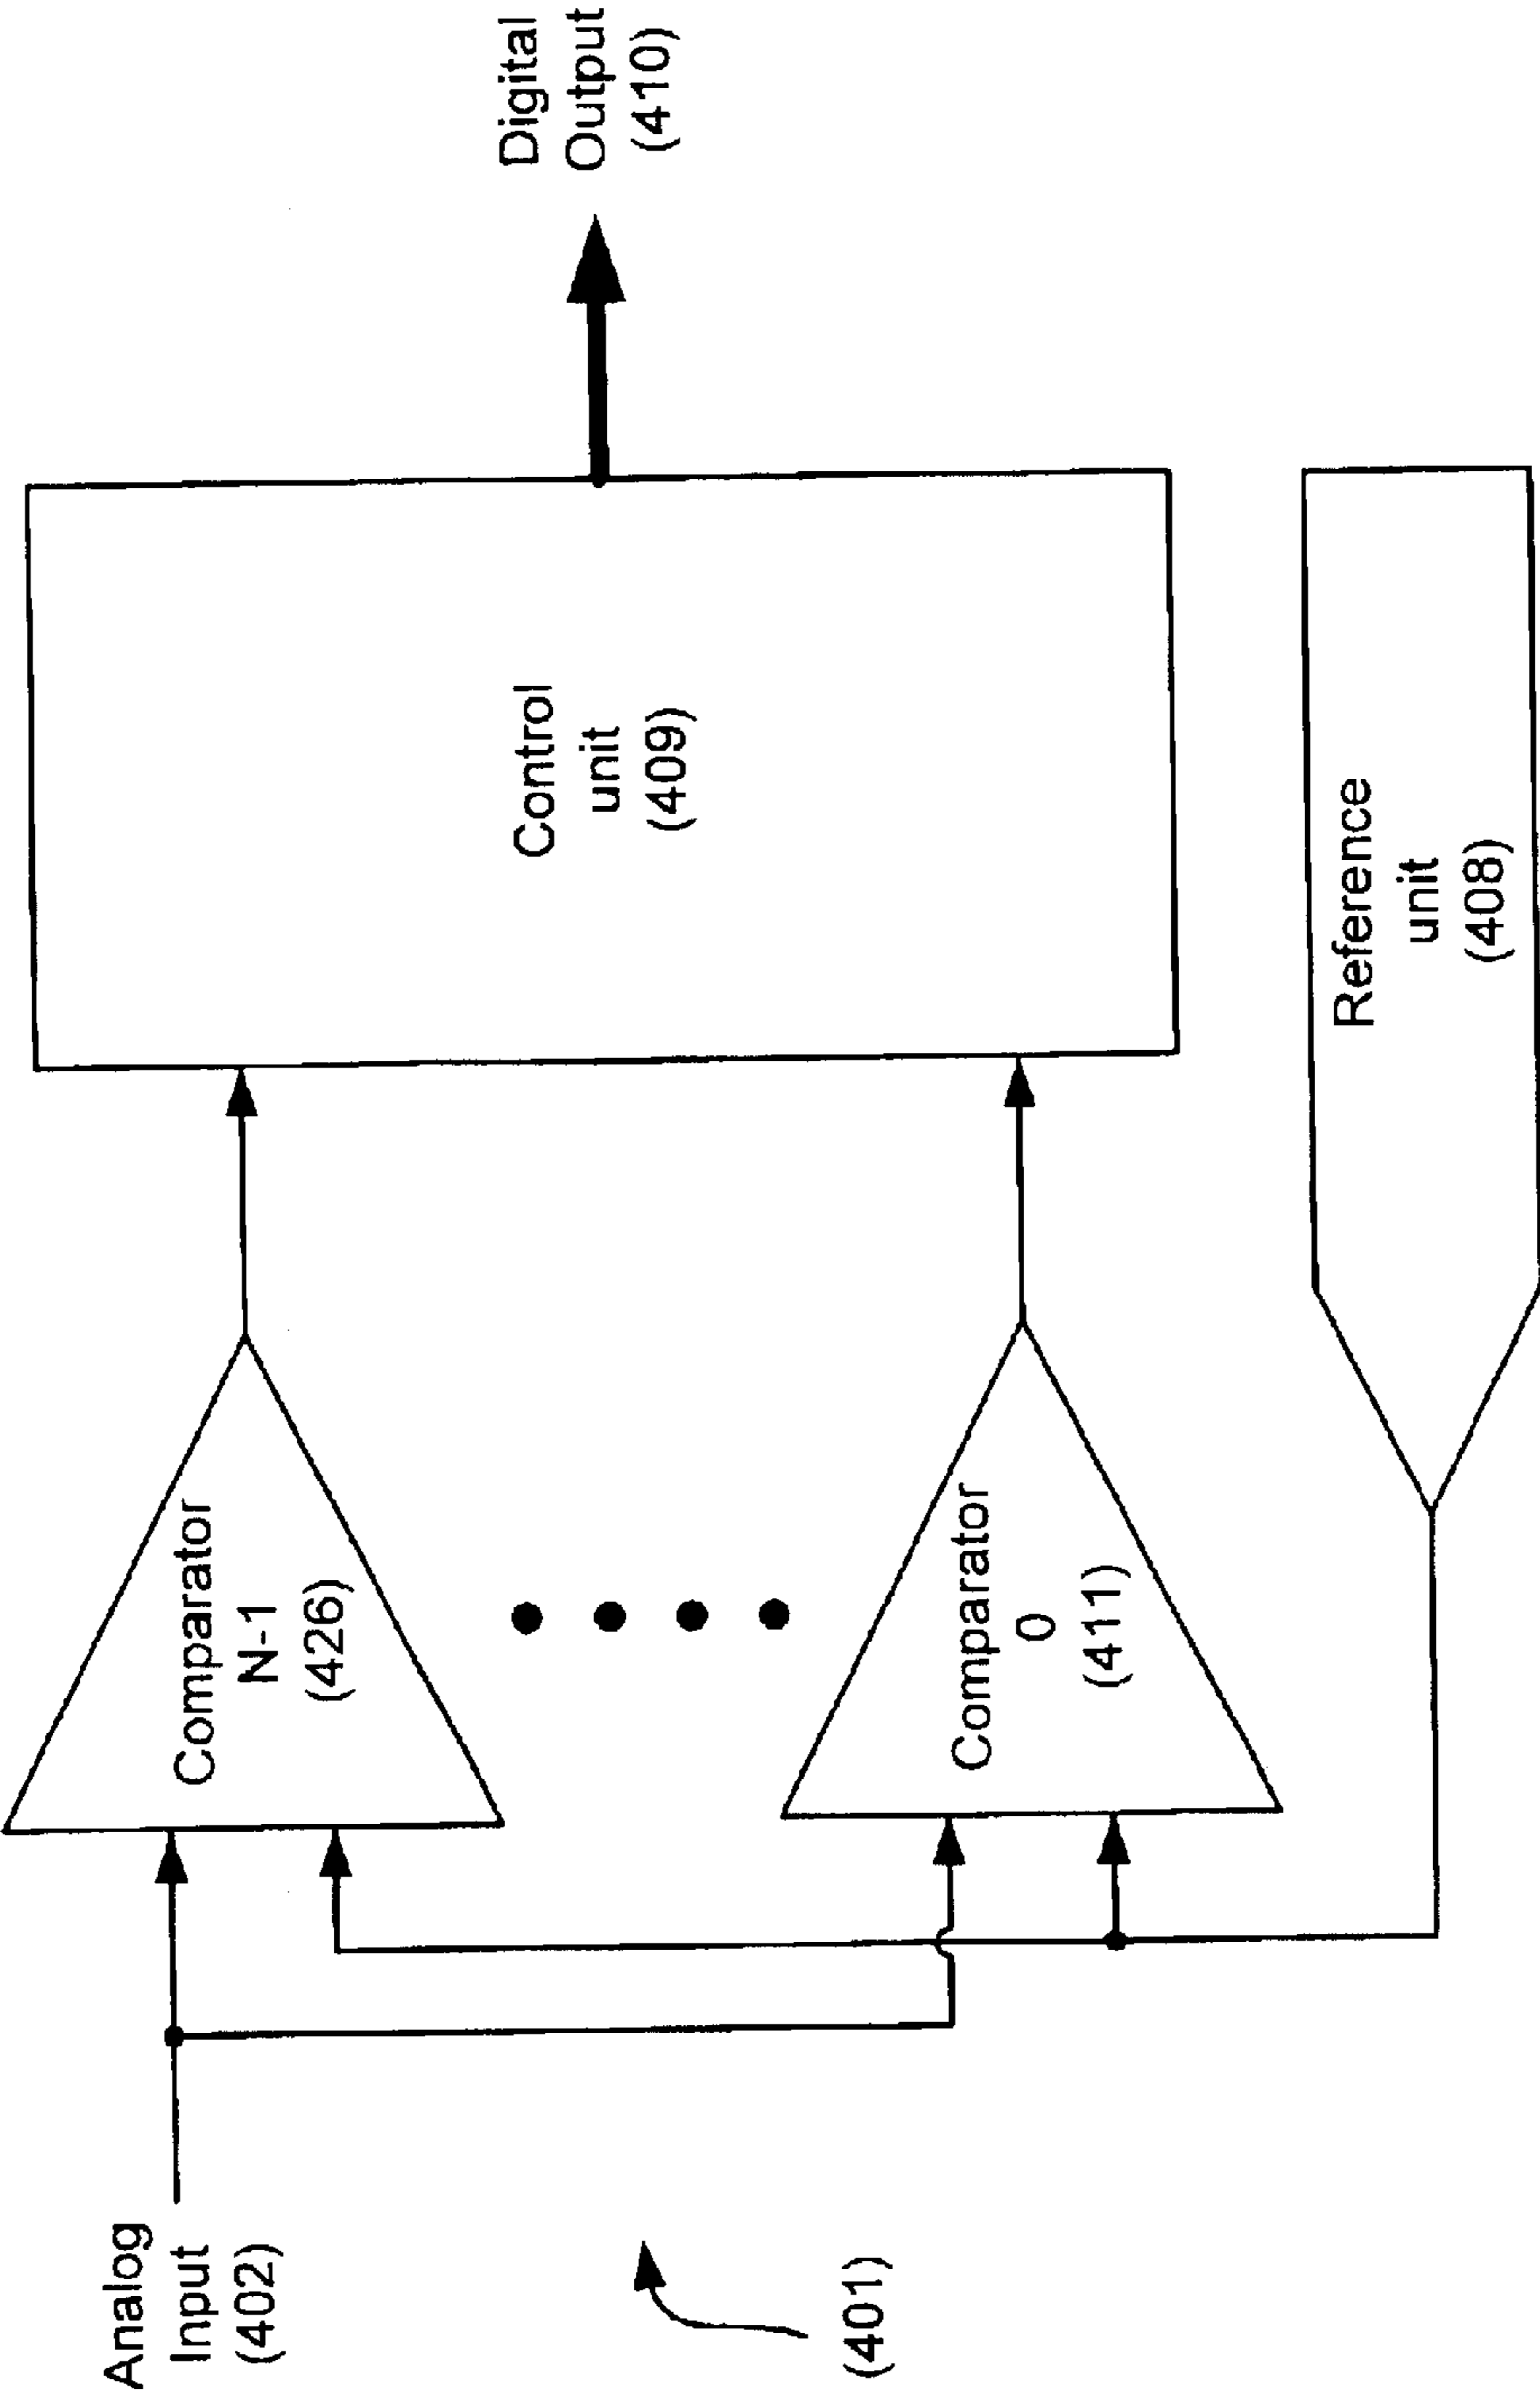 Analog
Input
(402)
Comparator
N-1
(426)
Comparator
0
(411)
Control
unit
(409)
Digital
Output
(410)
Reference
unit
(408)
(401)